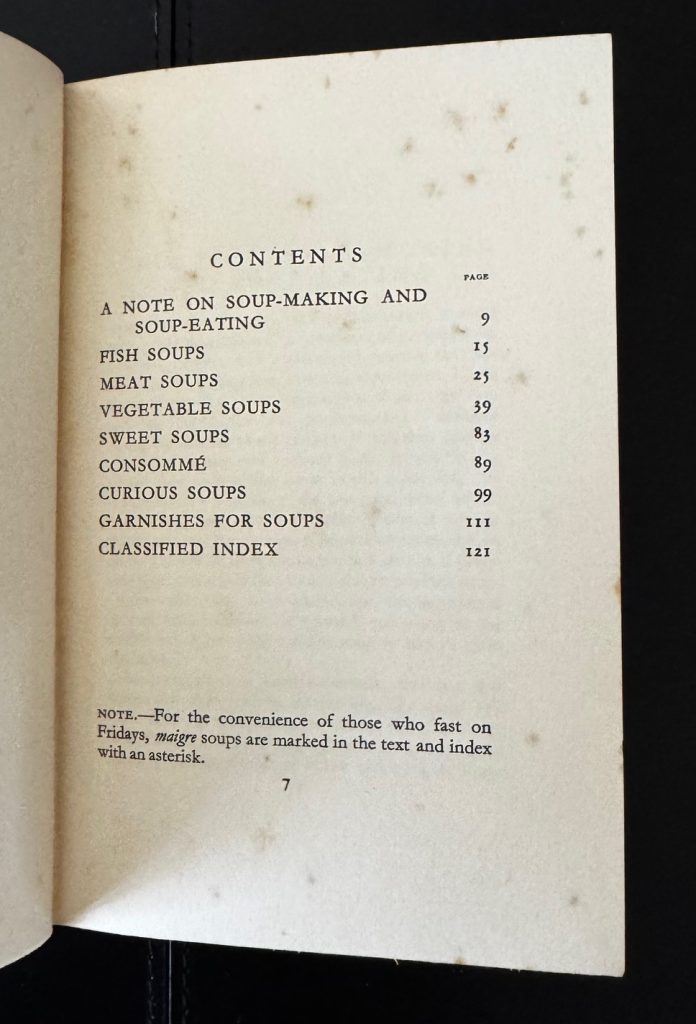 CONTENTS
PAGE
A NOTE ON SOUP-MAKING AND
SOUP-EATING 9
FISH SOUPS 15
MEAT SOUPS 25
VEGETABLE SOUPS 39
SWEET SOUPS 83
CONSOMMÉ 89
CURIOUS SOUPS 99
GARNISHES FOR SOUPS 111
CLASSIFIED INDEX 121
NOTE.—For the convenience of those who fast on
Fridays, maigre soups are marked in the text and index
with an asterisk.
7